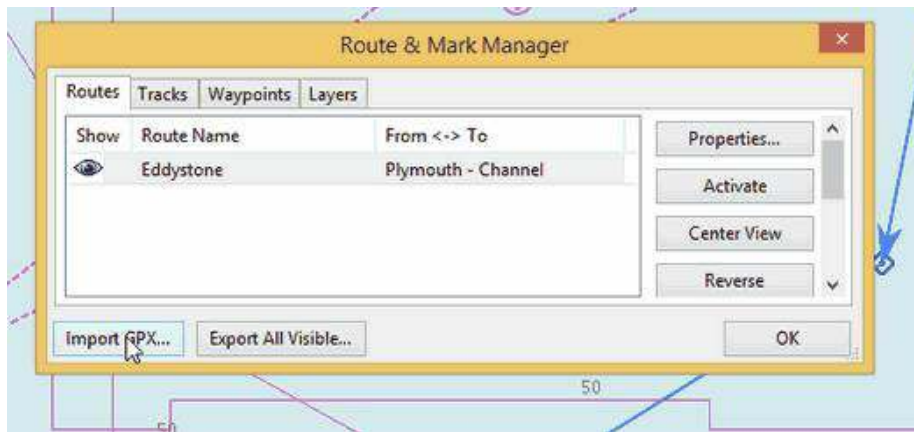 Route & Mark Manager
Routes Tracks Waypoints Layers
Show Route Name From <-> To
Eddystone Plymouth - Channel
Properties...
Activate
Center View
Reverse
Import GPX... Export All Visible... OK
50
50